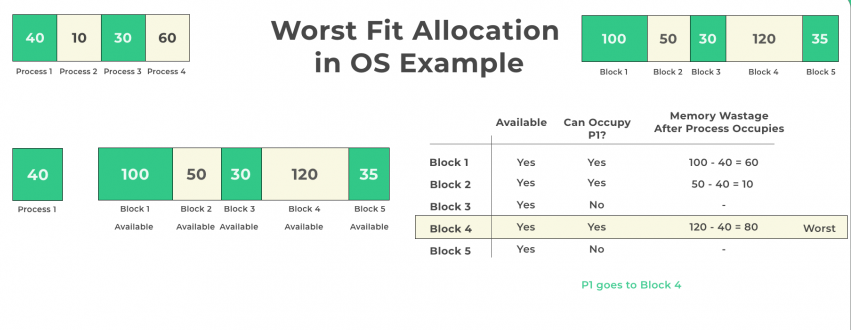 40 10 30 60
Process 1 Process 2 Process 3 Process 4
Worst Fit Allocation
in OS Example
100 50 30 120 35
Block 1 Block 2 Block 3 Block 4 Block 5
40
Process 1
100 50 30 120 35
Block 1 Block 2 Block 3 Block 4 Block 5
Available Available Available Available Available
Available Can Occupy P1? Memory Wastage After Process Occupies
Block 1 Yes Yes 100 - 40 = 60
Block 2 Yes Yes 50 - 40 = 10
Block 3 Yes No -
Block 4 Yes Yes 120 - 40 = 80 Worst
Block 5 Yes No -
P1 goes to Block 4